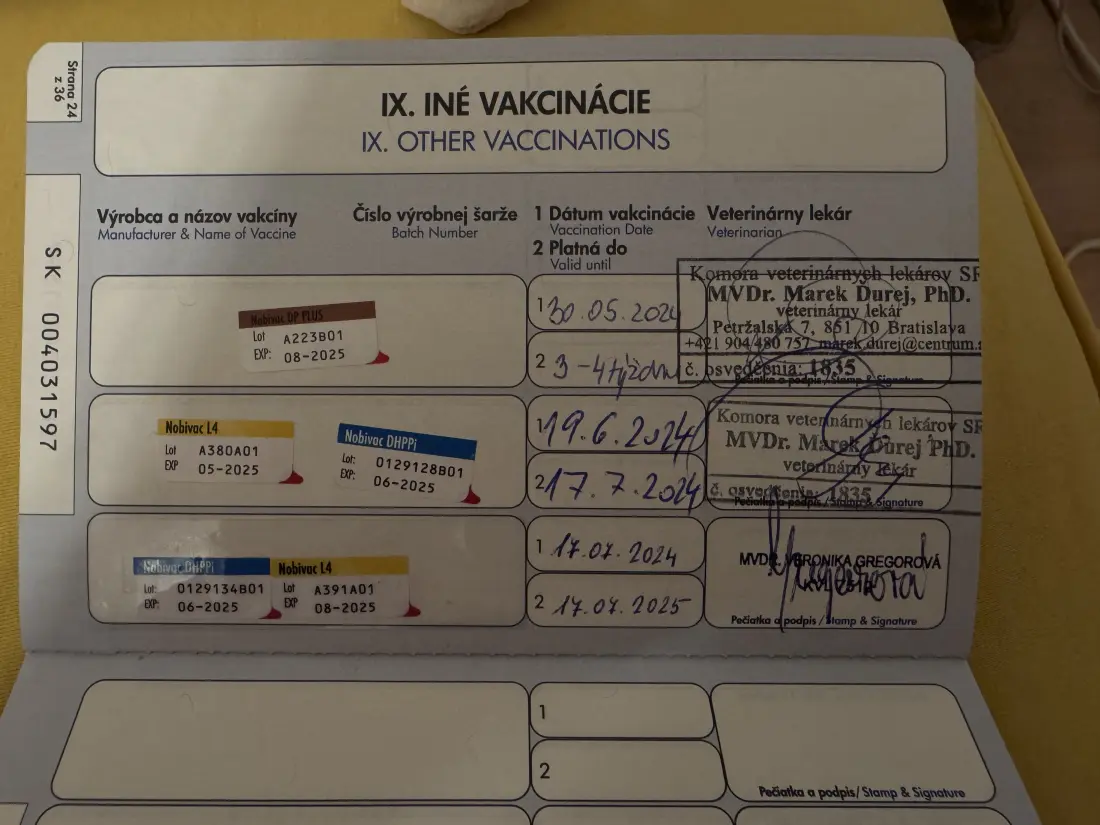 Strana 24
z 36
IX. INÉ VAKCINÁCIE
IX. OTHER VACCINATIONS
SK 004031597
Výrobca a názov vakcíny
Manufacturer & Name of Vaccine
Číslo výrobnej šarže
Batch Number
1 Dátum vakcinácie
Vaccination Date
2 Platná do
Valid until
Veterinárny lekár
Veterinarian
Nobivac DP PLUS
Lot A223B01
EXP: 08-2025
1 30.05.2024
2 3-4 týždne
Komora veterinárnych lekárov SR
MVDr. Marek Durej, PhD.
veterinárny lekár
Petržalská 7, 851 10 Bratislava
+421 904/480 757 marek.durej@centrum.s
č. osvedčenia: 1835
Pečiatka a podpis/Stamp & Signature
Nobivac L4
Lot A380A01
EXP 05-2025
Nobivac DHPPi
Lot: 0129128B01
EXP: 06-2025
1 19.6.2024
2 17.7.2024
Komora veterinárnych lekárov SR
MVDr. Marek Durej PhD.
veterinárny lekár
č. osvedčenia: 1835
Pečiatka a podpis/Stamp & Signature
Nobivac DHPPi
Lot: 0129134B01
EXP: 06-2025
Nobivac L4
Lot A391A01
EXP 08-2025
1 17.07.2024
2 17.07.2025
MVDR. VERONIKA GREGOROVÁ
Pečiatka a podpis/Stamp & Signature
1
2
Pečiatka a podpis/Stamp & Signature